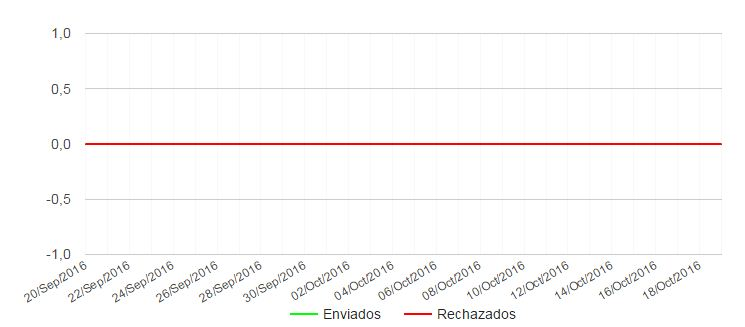 1,0
0,5
0,0
-0,5
-1,0
20/Sep/2016 22/Sep/2016 24/Sep/2016 26/Sep/2016 28/Sep/2016 30/Sep/2016 02/Oct/2016 04/Oct/2016 06/Oct/2016 08/Oct/2016 10/Oct/2016 12/Oct/2016 14/Oct/2016 16/Oct/2016 18/Oct/2016
Enviados Rechazados